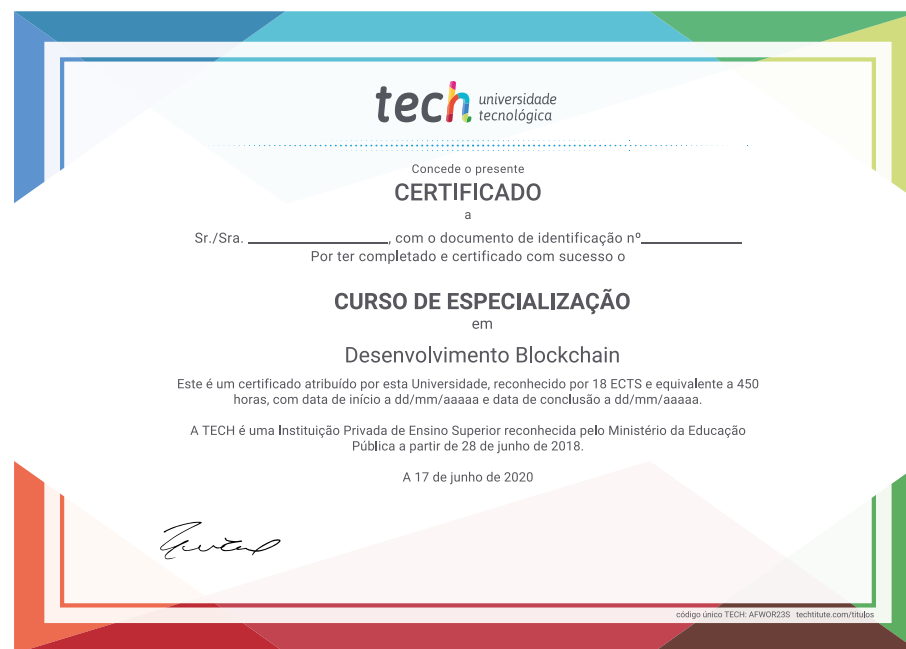 tech universidade
tecnológica
Concede o presente
CERTIFICADO
a
Sr./Sra. ____________, com o documento de identificação nº____________
Por ter completado e certificado com sucesso o
CURSO DE ESPECIALIZAÇÃO
em
Desenvolvimento Blockchain
Este é um certificado atribuído por esta Universidade, reconhecido por 18 ECTS e equivalente a 450
horas, com data de início a dd/mm/aaaaa e data de conclusão a dd/mm/aaaaa.
A TECH é uma Instituição Privada de Ensino Superior reconhecida pelo Ministério da Educação
Pública a partir de 28 de junho de 2018.
A 17 de junho de 2020
código único TECH: AFWOR23S techtitute.com/titulos